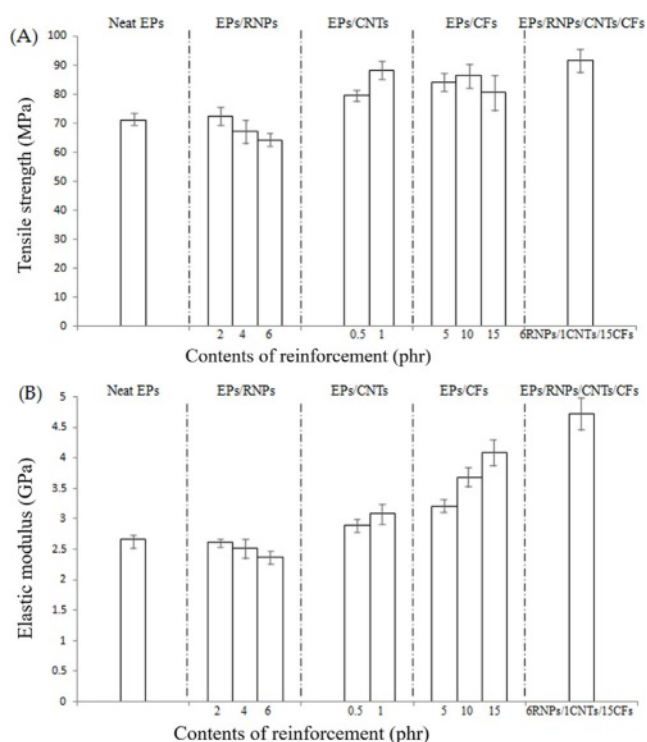 (A)
Neat EPs EPs/RNPs EPs/CNTs EPs/CFs EPs/RNPs/CNTs/CFs
100
90
80
70
60
50
40
30
20
10
0
Tensile strength (MPa)
2 4 6 0.5 1 5 10 15 6RNPs/1CNTs/15CFs
Contents of reinforcement (phr)
(B)
Neat EPs EPs/RNPs EPs/CNTs EPs/CFs EPs/RNPs/CNTs/CFs
5
4.5
4
3.5
3
2.5
2
1.5
1
0.5
0
Elastic modulus (GPa)
2 4 6 0.5 1 5 10 15 6RNPs/1CNTs/15CFs
Contents of reinforcement (phr)